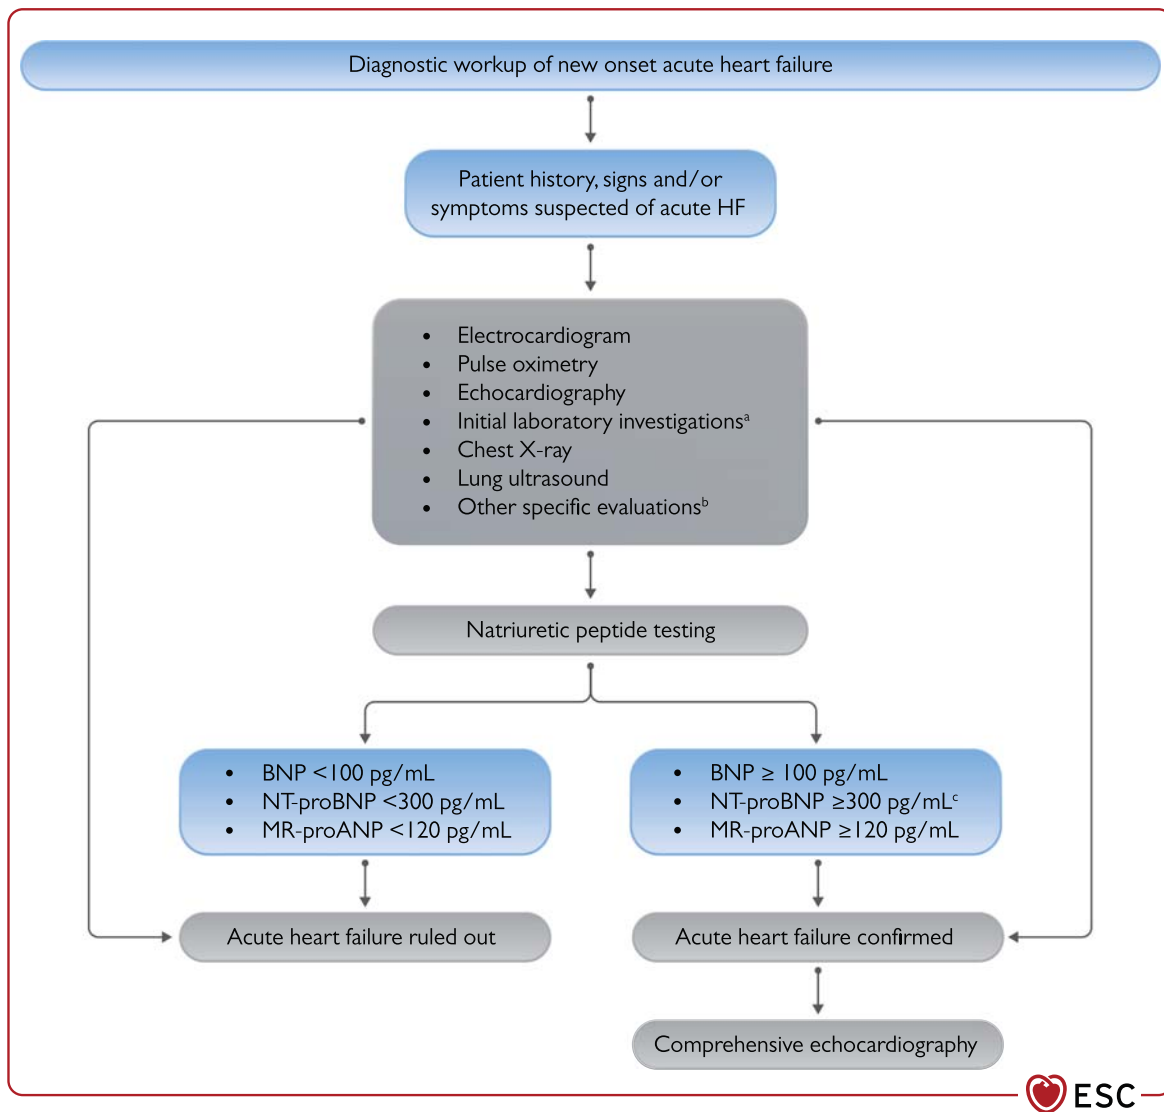 Diagnostic workup of new onset acute heart failure
Patient history, signs and/or
symptoms suspected of acute HF
• Electrocardiogram
• Pulse oximetry
• Echocardiography
• Initial laboratory investigationsᵃ
• Chest X-ray
• Lung ultrasound
• Other specific evaluationsᵇ
Natriuretic peptide testing
• BNP <100 pg/mL
• NT-proBNP <300 pg/mL
• MR-proANP <120 pg/mL
• BNP ≥ 100 pg/mL
• NT-proBNP ≥300 pg/mLᶜ
• MR-proANP ≥120 pg/mL
Acute heart failure ruled out
Acute heart failure confirmed
Comprehensive echocardiography
ESC